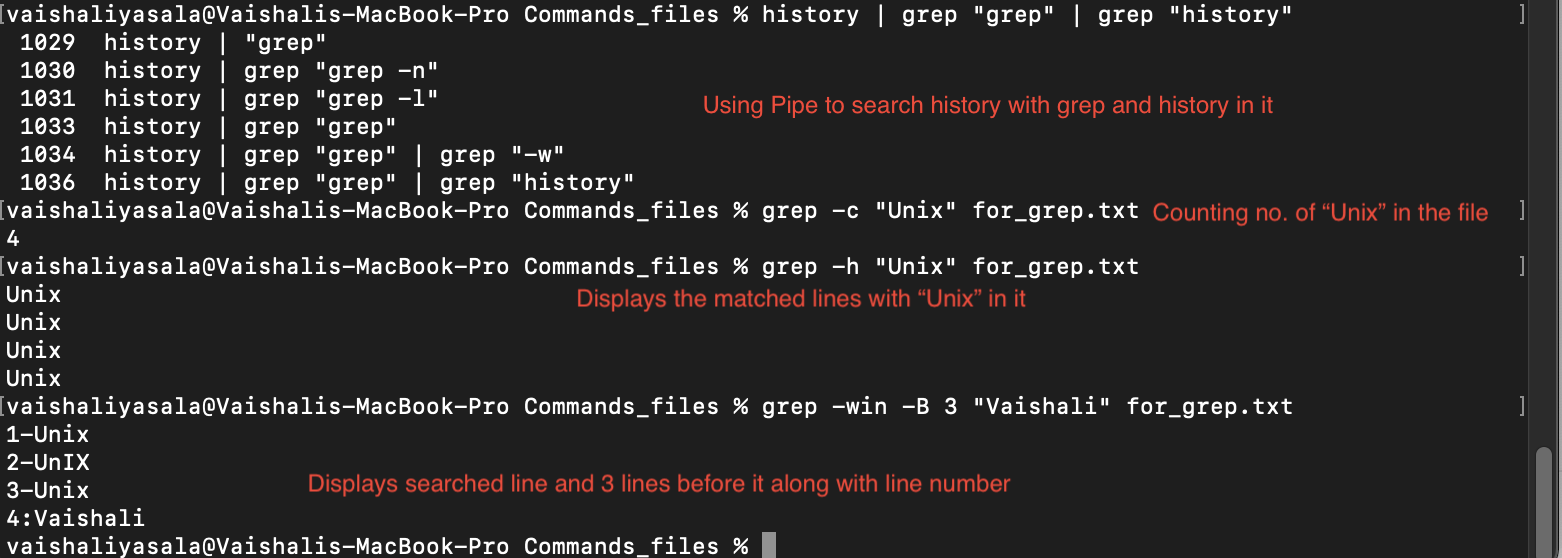 [vaishaliyasala@Vaishalis-MacBook-Pro Commands_files % history | grep "grep" | grep "history" ]
1029  history | "grep"
1030  history | grep "grep -n"
1031  history | grep "grep -l"
Using Pipe to search history with grep and history in it
1033  history | grep "grep"
1034  history | grep "grep" | grep "-w"
1036  history | grep "grep" | grep "history"
[vaishaliyasala@Vaishalis-MacBook-Pro Commands_files % grep -c "Unix" for_grep.txt Counting no. of “Unix” in the file ]
4
[vaishaliyasala@Vaishalis-MacBook-Pro Commands_files % grep -h "Unix" for_grep.txt ]
Unix
Displays the matched lines with “Unix” in it
Unix
Unix
Unix
[vaishaliyasala@Vaishalis-MacBook-Pro Commands_files % grep -win -B 3 "Vaishali" for_grep.txt ]
1-Unix
2-UnIX
3-Unix
Displays searched line and 3 lines before it along with line number
4:Vaishali
vaishaliyasala@Vaishalis-MacBook-Pro Commands_files %